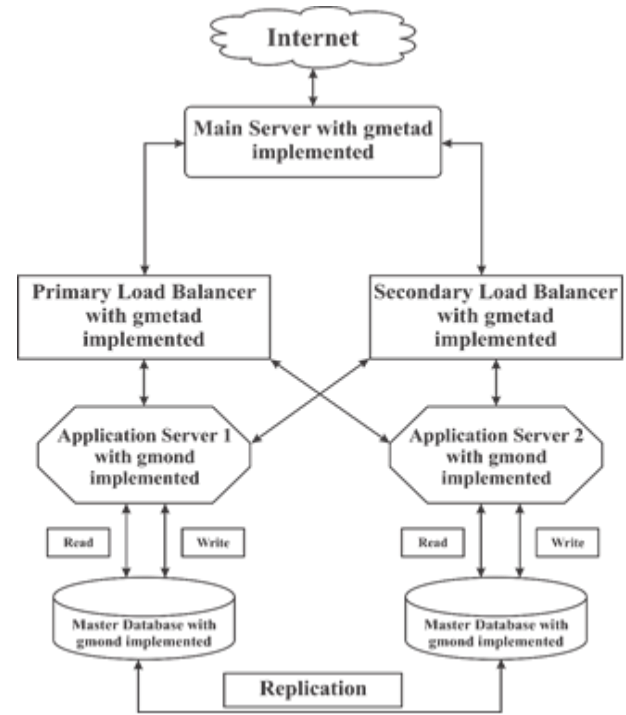 Internet
Main Server with gmetad
implemented
Primary Load Balancer
with gmetad
implemented
Secondary Load Balancer
with gmetad
implemented
Application Server 1
with gmond
implemented
Application Server 2
with gmond
implemented
Read
Write
Read
Write
Master Database with
gmond implemented
Master Database with
gmond implemented
Replication